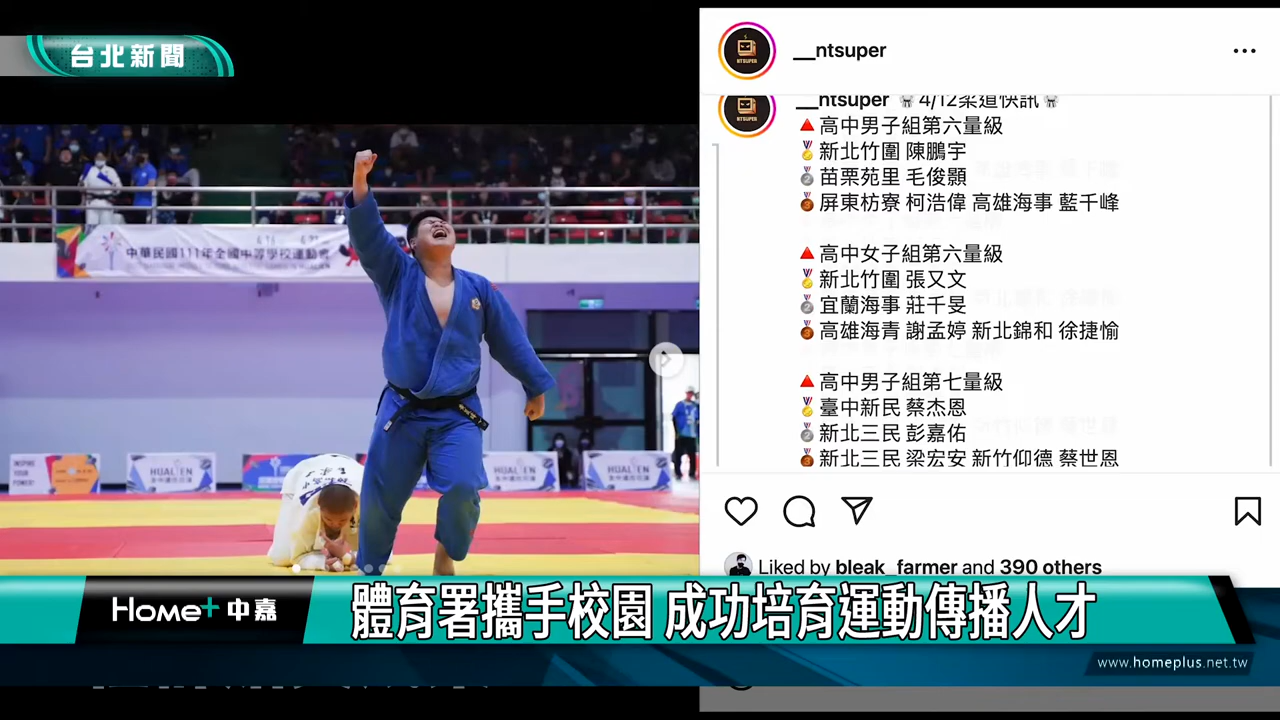 台北新聞
__ntsuper
NTSUPER
NTSUPER
__ntsuper 🥋4/12柔道快訊🥋
🔺高中男子組第六量級
🥇新北竹圍 陳鵬宇
🥈苗栗苑里 毛俊顥
🥉屏東枋寮 柯浩偉 高雄海事 藍千峰
🔺高中女子組第六量級
🥇新北竹圍 張又文
🥈宜蘭海事 莊千旻
🥉高雄海青 謝孟婷 新北錦和 徐捷愉
🔺高中男子組第七量級
🥇臺中新民 蔡杰恩
🥈新北三民 彭嘉佑
🥉新北三民 梁宏安 新竹仰德 蔡世恩
中華民國111年全國中等學校運動會
INSPIRE YOUR POWER!
HUALIEN
HUALIEN
HUALIEN
Liked by bleak_farmer and 390 others
Home+ 中嘉
體育署攜手校園 成功培育運動傳播人才
www.homeplus.net.tw